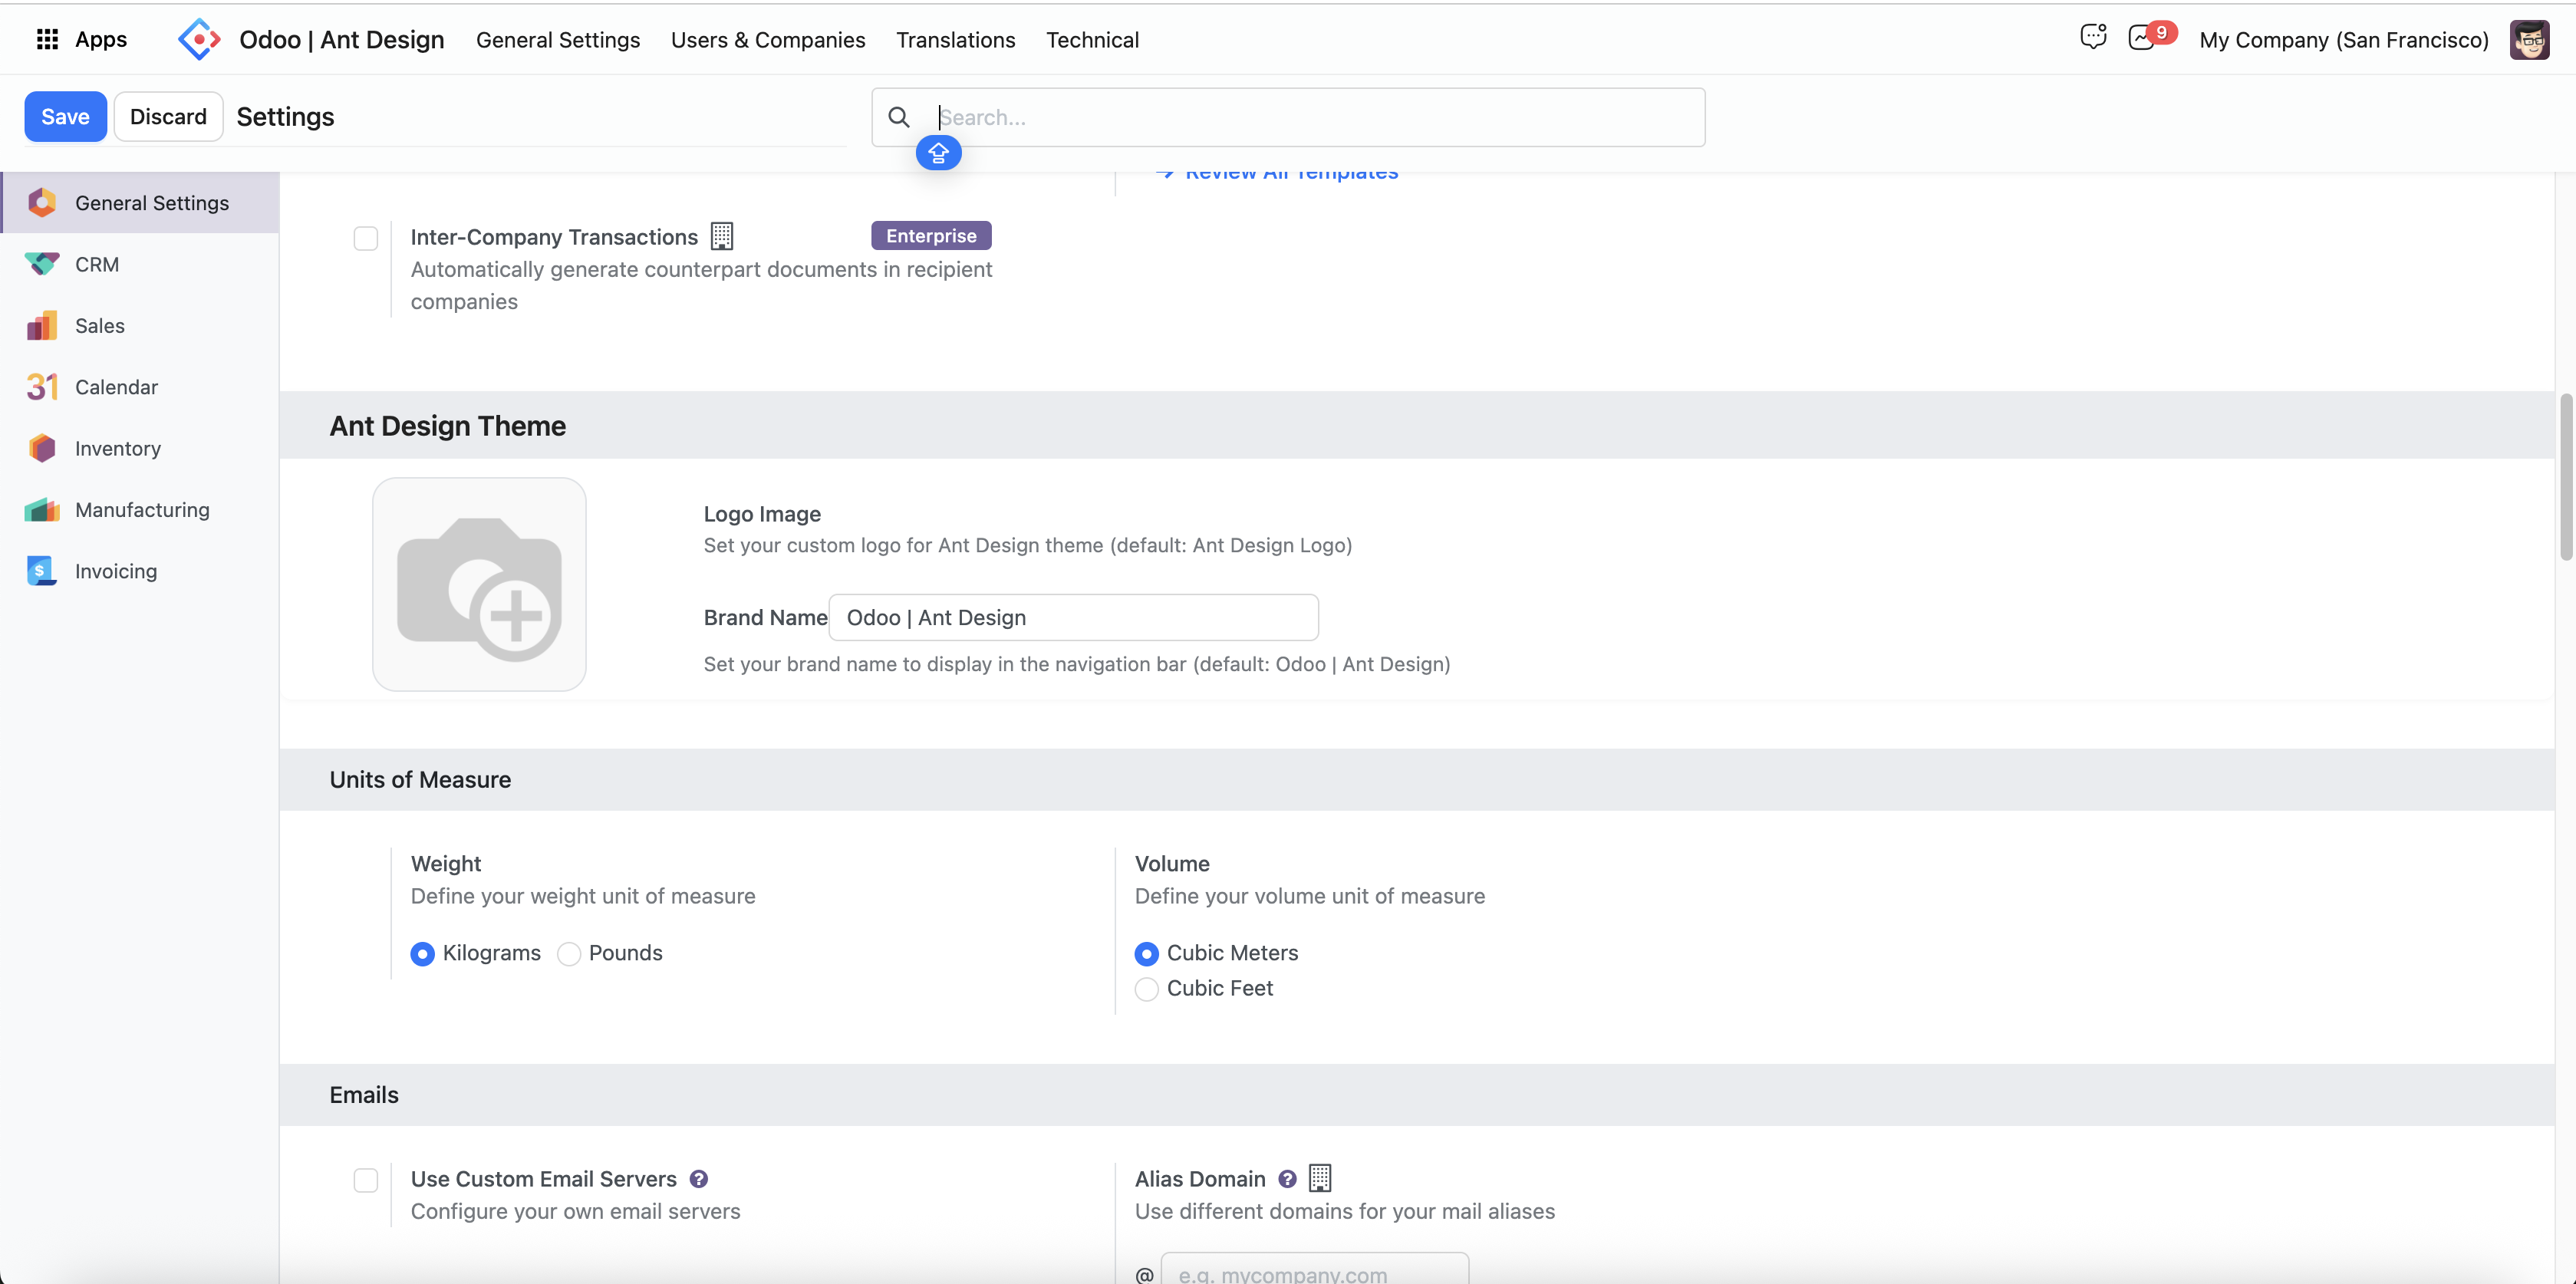 Apps
Odoo | Ant Design
General Settings
Users & Companies
Translations
Technical
9
My Company (San Francisco)
Save
Discard
Settings
Search...
General Settings
CRM
Sales
31 Calendar
Inventory
Manufacturing
$ Invoicing
→ Review All Templates
Inter-Company Transactions
Enterprise
Automatically generate counterpart documents in recipient
companies
Ant Design Theme
Logo Image
Set your custom logo for Ant Design theme (default: Ant Design Logo)
Brand Name
Odoo | Ant Design
Set your brand name to display in the navigation bar (default: Odoo | Ant Design)
Units of Measure
Weight
Define your weight unit of measure
Kilograms
Pounds
Volume
Define your volume unit of measure
Cubic Meters
Cubic Feet
Emails
Use Custom Email Servers ?
Configure your own email servers
Alias Domain ?
Use different domains for your mail aliases
@ e.g. mycompany.com